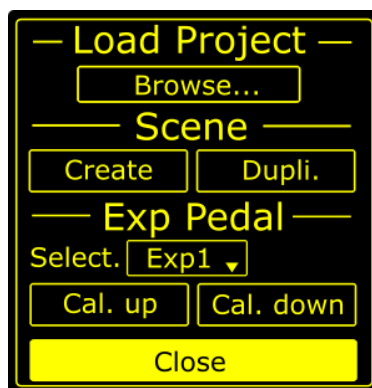 Load Project
Browse...
Scene
Create Dupli.
Exp Pedal
Select. Exp1
Cal. up Cal. down
Close